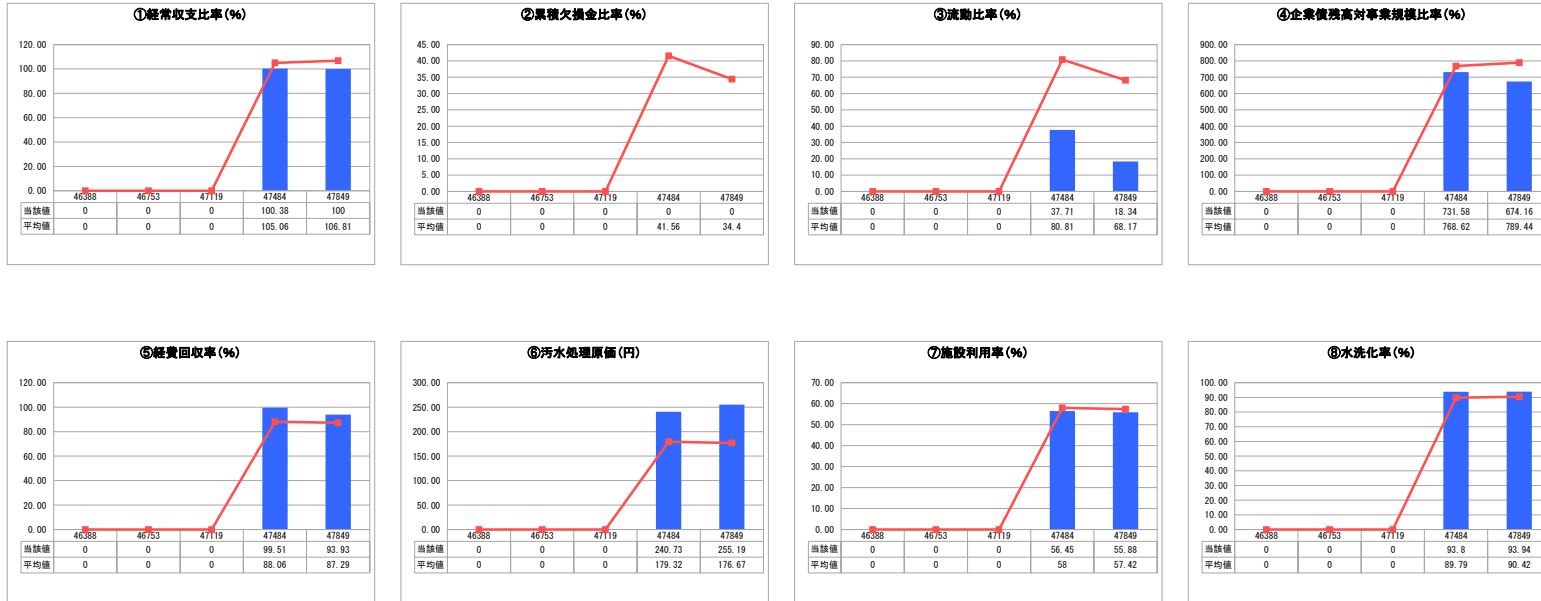 ①経常収支比率(%)
120.00
100.00
80.00
60.00
40.00
20.00
0.00
46388 46753 47119 47484 47849
当該値 0 0 0 100.38 100
平均値 0 0 0 105.06 106.81
②累積欠損金比率(%)
45.00
40.00
35.00
30.00
25.00
20.00
15.00
10.00
5.00
0.00
46388 46753 47119 47484 47849
当該値 0 0 0 0 0
平均値 0 0 0 41.56 34.4
③流動比率(%)
90.00
80.00
70.00
60.00
50.00
40.00
30.00
20.00
10.00
0.00
46388 46753 47119 47484 47849
当該値 0 0 0 37.71 18.34
平均値 0 0 0 80.81 68.17
④企業債残高対事業規模比率(%)
900.00
800.00
700.00
600.00
500.00
400.00
300.00
200.00
100.00
0.00
46388 46753 47119 47484 47849
当該値 0 0 0 731.58 674.16
平均値 0 0 0 768.62 789.44
⑤経費回収率(%)
120.00
100.00
80.00
60.00
40.00
20.00
0.00
46388 46753 47119 47484 47849
当該値 0 0 0 99.51 93.93
平均値 0 0 0 88.06 87.29
⑥汚水処理原価(円)
300.00
250.00
200.00
150.00
100.00
50.00
0.00
46388 46753 47119 47484 47849
当該値 0 0 0 240.73 255.19
平均値 0 0 0 179.32 176.67
⑦施設利用率(%)
70.00
60.00
50.00
40.00
30.00
20.00
10.00
0.00
46388 46753 47119 47484 47849
当該値 0 0 0 56.45 55.88
平均値 0 0 0 58 57.42
⑧水洗化率(%)
100.00
90.00
80.00
70.00
60.00
50.00
40.00
30.00
20.00
10.00
0.00
46388 46753 47119 47484 47849
当該値 0 0 0 93.8 93.94
平均値 0 0 0 89.79 90.42